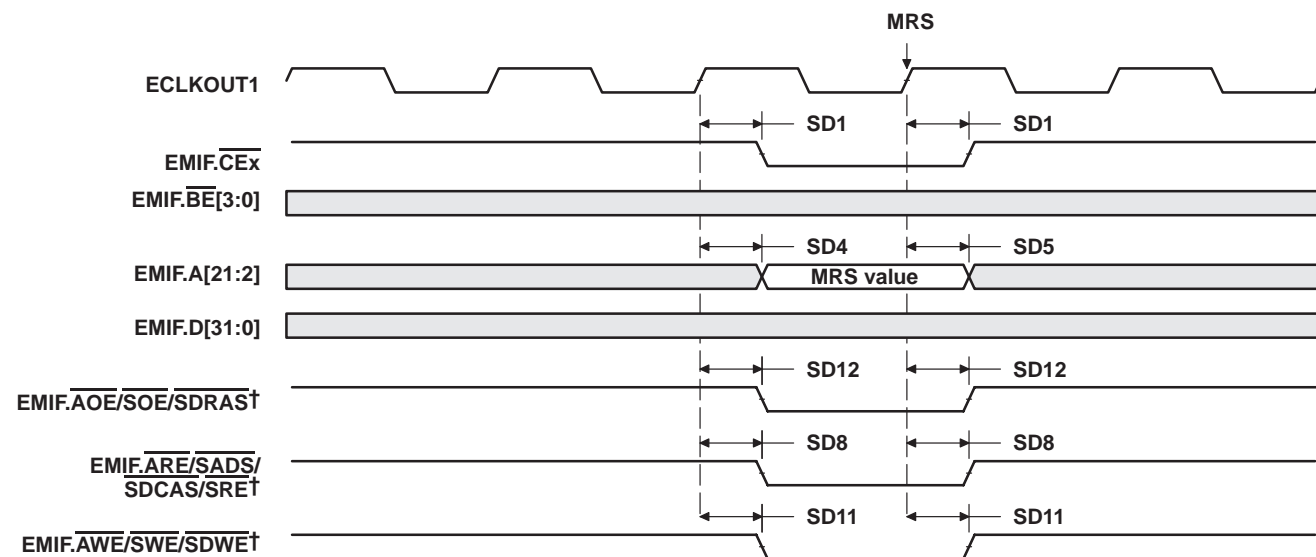 MRS
ECLKOUT1
SD1 SD1
EMIF.CEx
EMIF.BE[3:0]
SD4 SD5
EMIF.A[21:2] MRS value
EMIF.D[31:0]
SD12 SD12
EMIF.AOE/SOE/SDRAS†
SD8 SD8
EMIF.ARE/SADS/
SDCAS/SRE†
SD11 SD11
EMIF.AWE/SWE/SDWE†